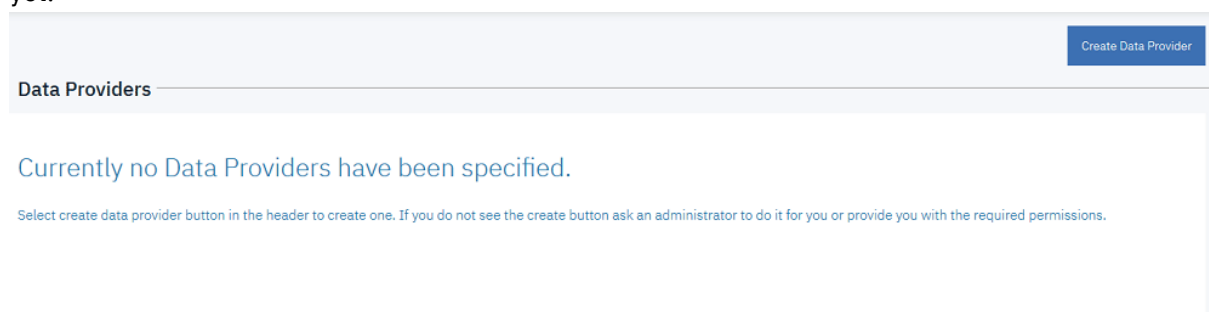 Create Data Provider
Data Providers
Currently no Data Providers have been specified.
Select create data provider button in the header to create one. If you do not see the create button ask an administrator to do it for you or provide you with the required permissions.